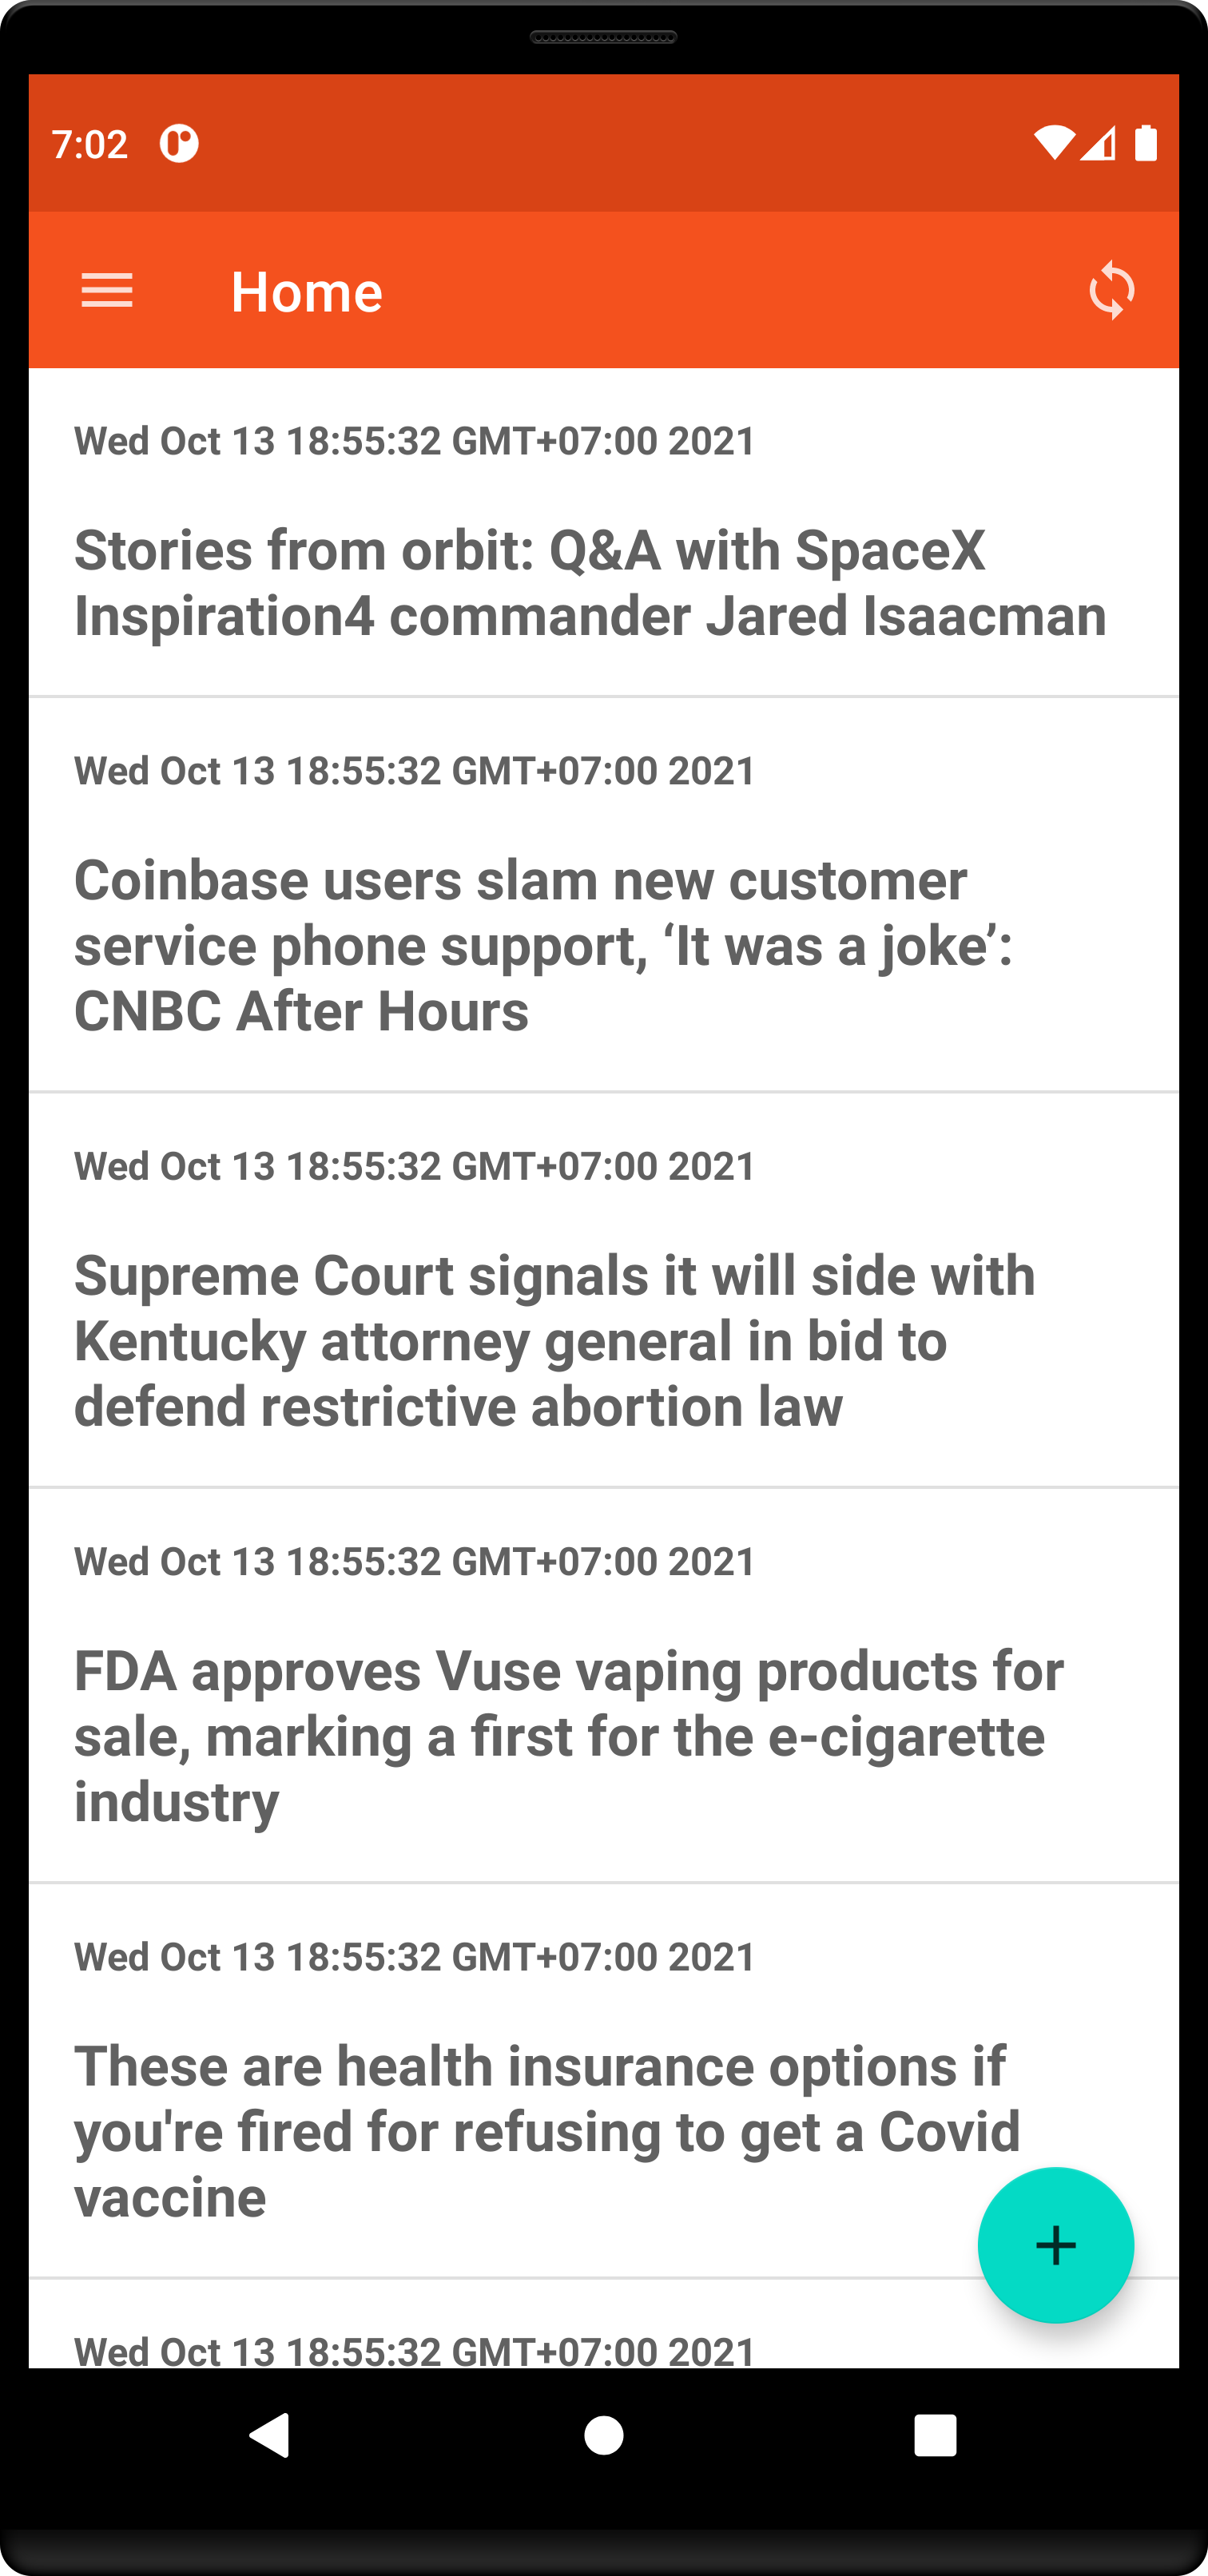 7:02
Home
Wed Oct 13 18:55:32 GMT+07:00 2021
Stories from orbit: Q&A with SpaceX
Inspiration4 commander Jared Isaacman
Wed Oct 13 18:55:32 GMT+07:00 2021
Coinbase users slam new customer
service phone support, ‘It was a joke’:
CNBC After Hours
Wed Oct 13 18:55:32 GMT+07:00 2021
Supreme Court signals it will side with
Kentucky attorney general in bid to
defend restrictive abortion law
Wed Oct 13 18:55:32 GMT+07:00 2021
FDA approves Vuse vaping products for
sale, marking a first for the e-cigarette
industry
Wed Oct 13 18:55:32 GMT+07:00 2021
These are health insurance options if
you're fired for refusing to get a Covid
vaccine
Wed Oct 13 18:55:32 GMT+07:00 2021